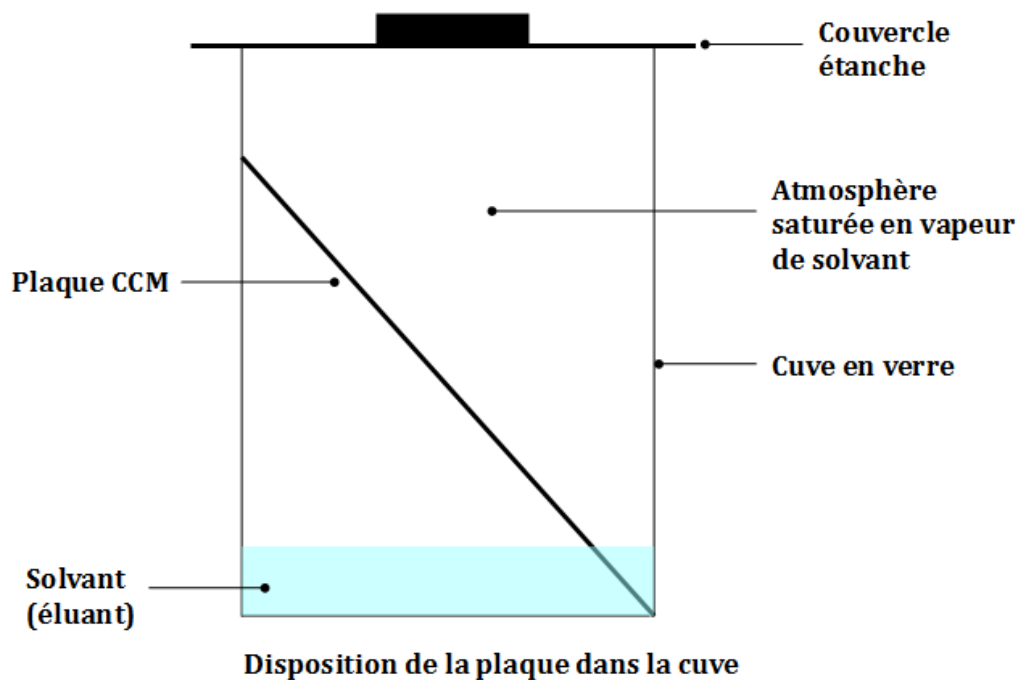 Couvercle
étanche
Atmosphère
saturée en vapeur
de solvant
Plaque CCM
Cuve en verre
Solvant
(éluant)
Disposition de la plaque dans la cuve